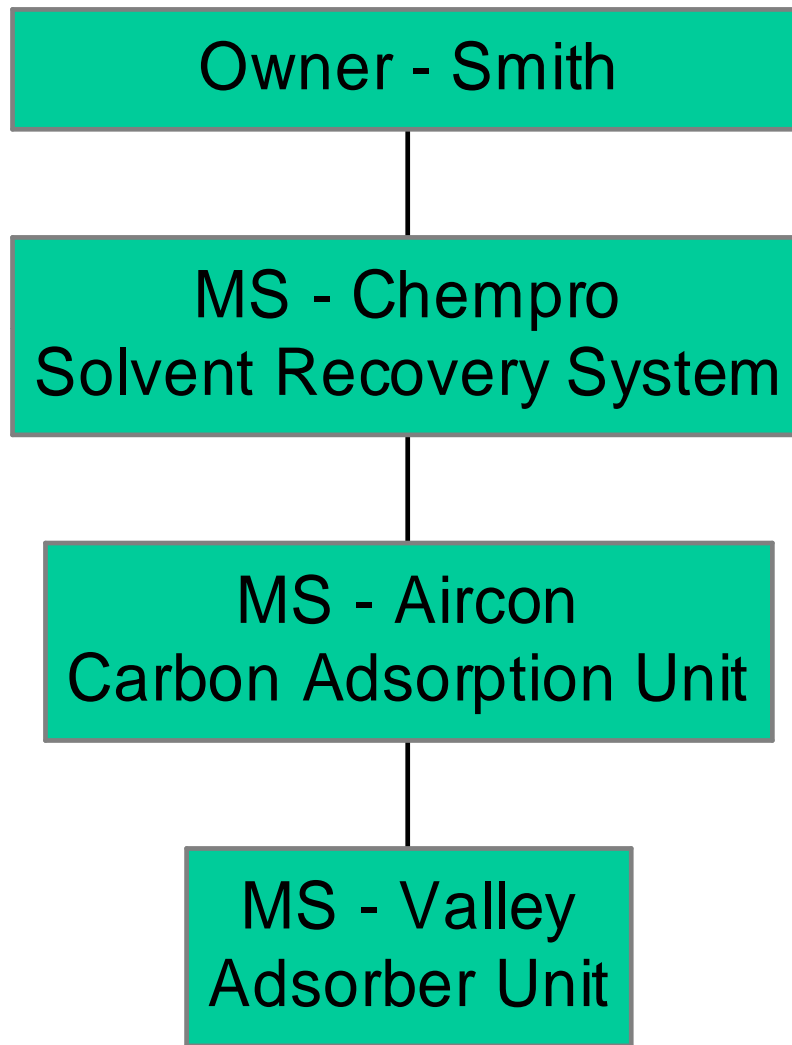 Owner - Smith
MS - Chempro
Solvent Recovery System
MS - Aircon
Carbon Adsorption Unit
MS - Valley
Adsorber Unit